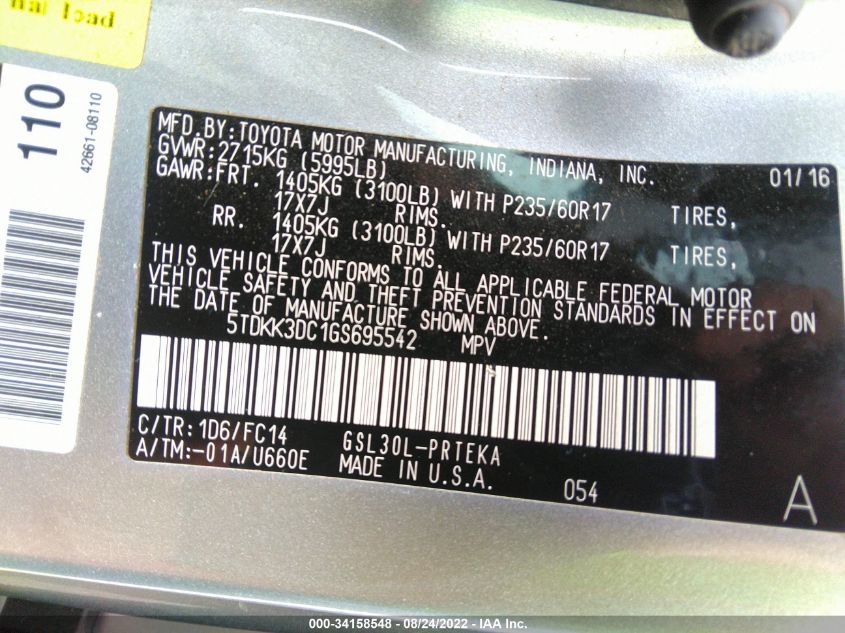 nal load
110
42661-08110
MFD.BY:TOYOTA MOTOR MANUFACTURING, INDIANA, INC. 01/16
GVWR:2715KG (5995LB)
GAWR:FRT. 1405KG (3100LB) WITH P235/60R17 TIRES,
17X7J RIMS.
RR. 1405KG (3100LB) WITH P235/60R17 TIRES,
17X7J RIMS.
THIS VEHICLE CONFORMS TO ALL APPLICABLE FEDERAL MOTOR
VEHICLE SAFETY AND THEFT PREVENTION STANDARDS IN EFFECT ON
THE DATE OF MANUFACTURE SHOWN ABOVE.
5TDKK3DC1GS695542 MPV
C/TR:1D6/FC14 GSL30L-PRTEKA
A/TM:-01A/U660E MADE IN U.S.A. 054
A
000-34158548 - 08/24/2022 - IAA Inc.